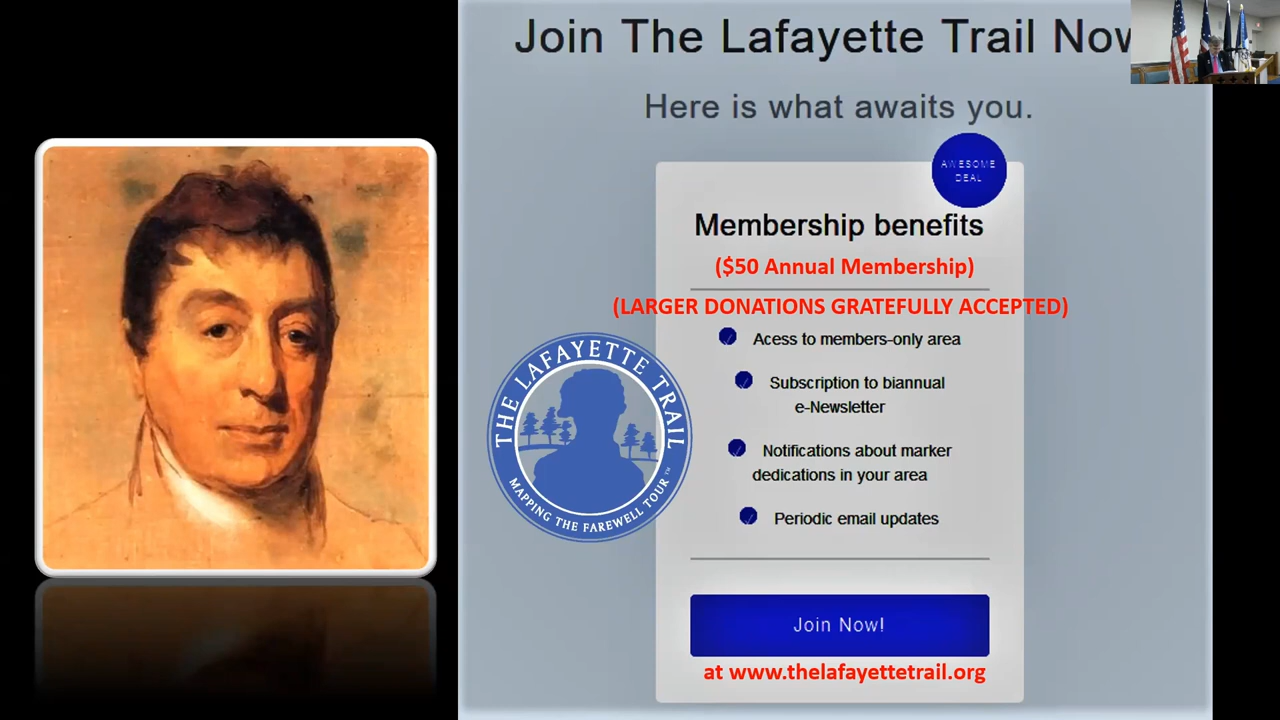 Join The Lafayette Trail Now
Here is what awaits you.
AWESOME
DEAL
Membership benefits
($50 Annual Membership)
(LARGER DONATIONS GRATEFULLY ACCEPTED)
Acess to members-only area
Subscription to biannual
e-Newsletter
Notifications about marker
dedications in your area
Periodic email updates
THE LAFAYETTE TRAIL
MAPPING THE FAREWELL TOUR™
Join Now!
at www.thelafayettetrail.org